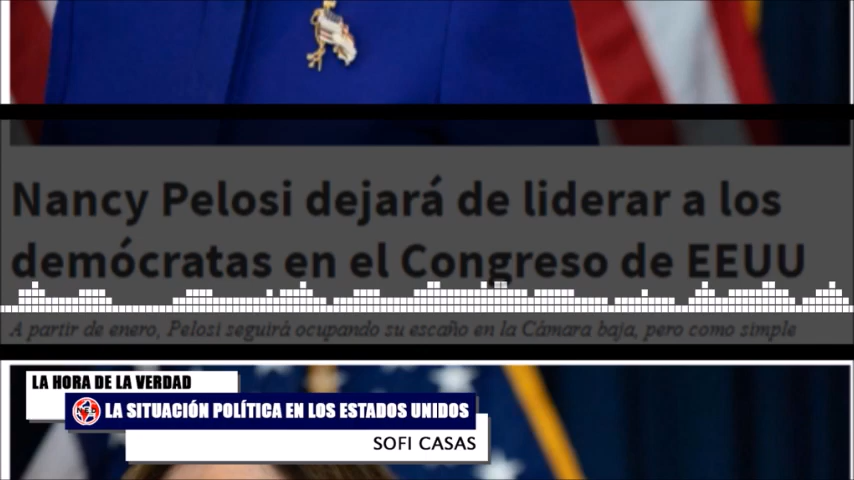 Nancy Pelosi dejará de liderar a los
demócratas en el Congreso de EEUU
A partir de enero, Pelosi seguirá ocupando su escaño en la Cámara baja, pero como simple
LA HORA DE LA VERDAD
LA SITUACIÓN POLÍTICA EN LOS ESTADOS UNIDOS
SOFI CASAS